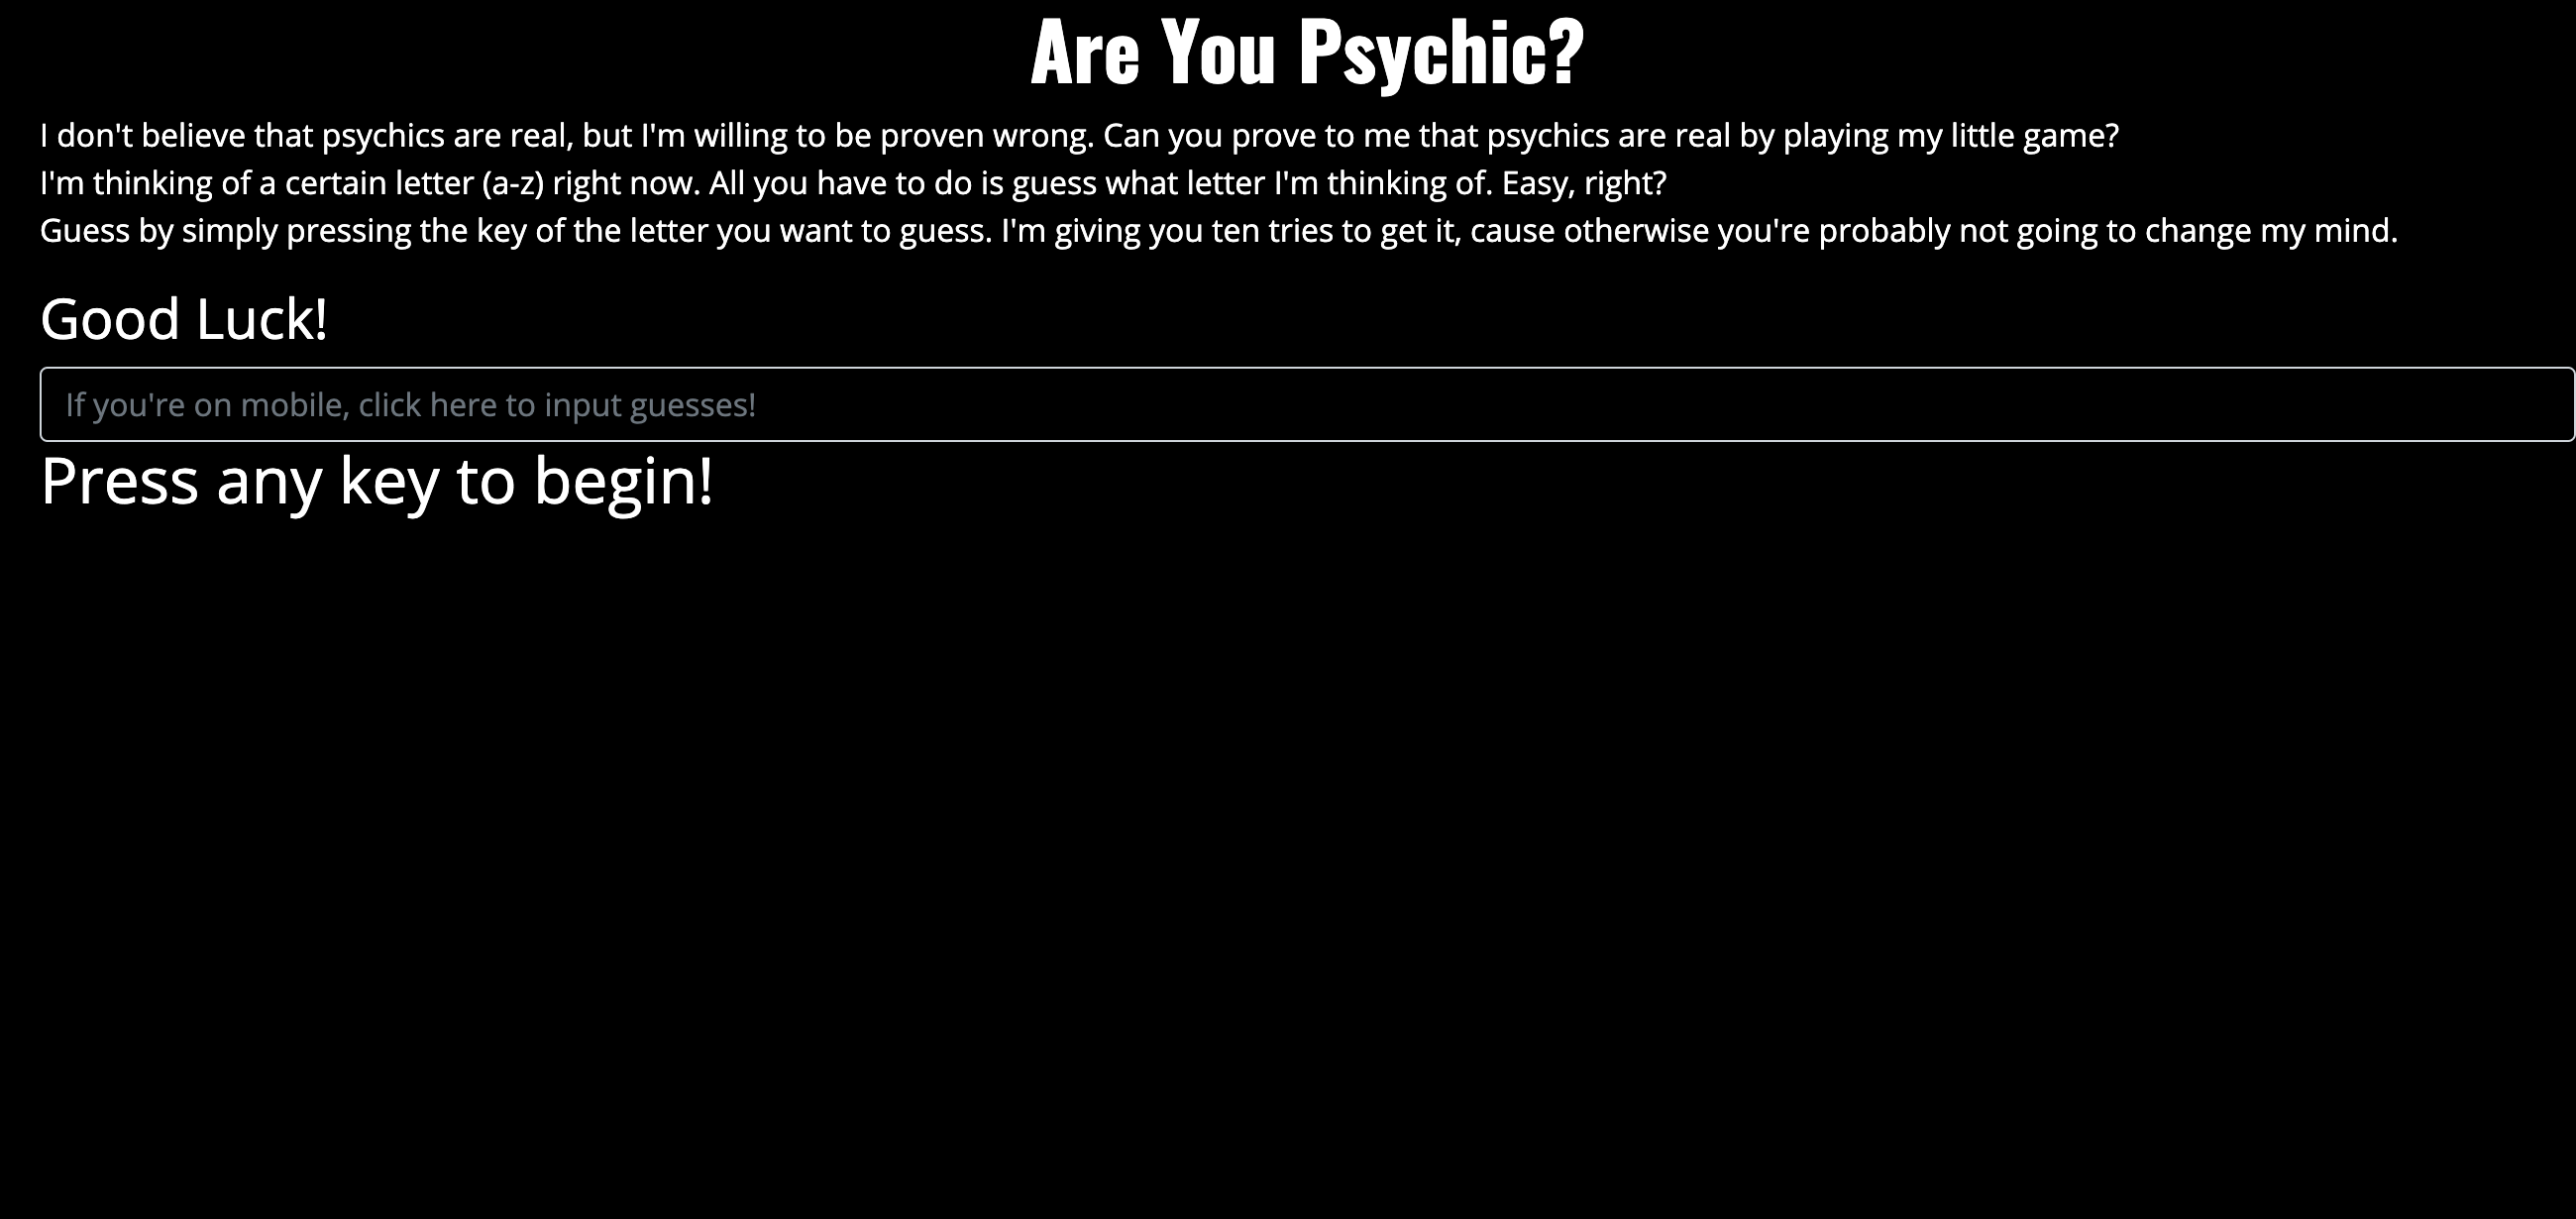 Are You Psychic?
I don't believe that psychics are real, but I'm willing to be proven wrong. Can you prove to me that psychics are real by playing my little game?
I'm thinking of a certain letter (a-z) right now. All you have to do is guess what letter I'm thinking of. Easy, right?
Guess by simply pressing the key of the letter you want to guess. I'm giving you ten tries to get it, cause otherwise you're probably not going to change my mind.
Good Luck!
If you're on mobile, click here to input guesses!
Press any key to begin!